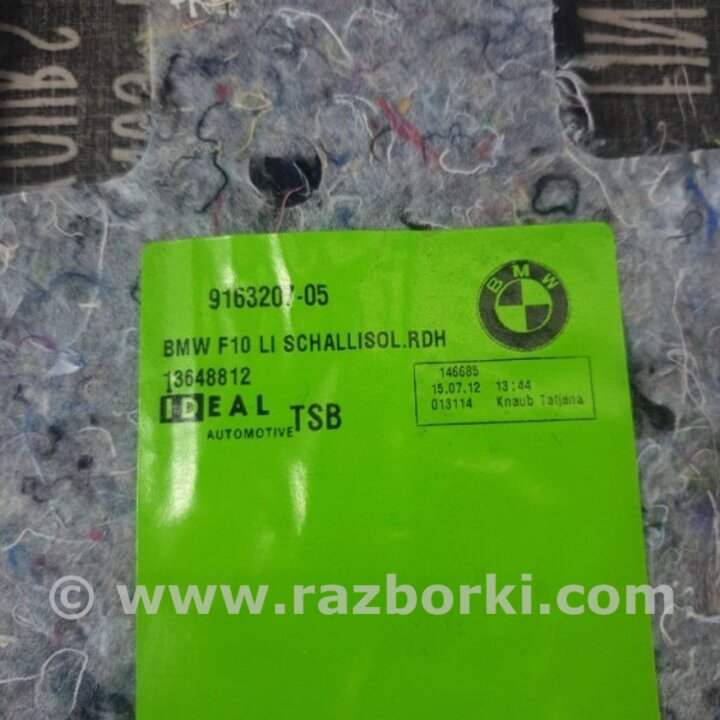 9163207-05
BMW
BMW F10 LI SCHALLISOL.RDH
13648812
IDEAL
AUTOMOTIVE TSB
146685
15.07.12 13:44
013114 Knaub Tatjana
© www.razborki.com